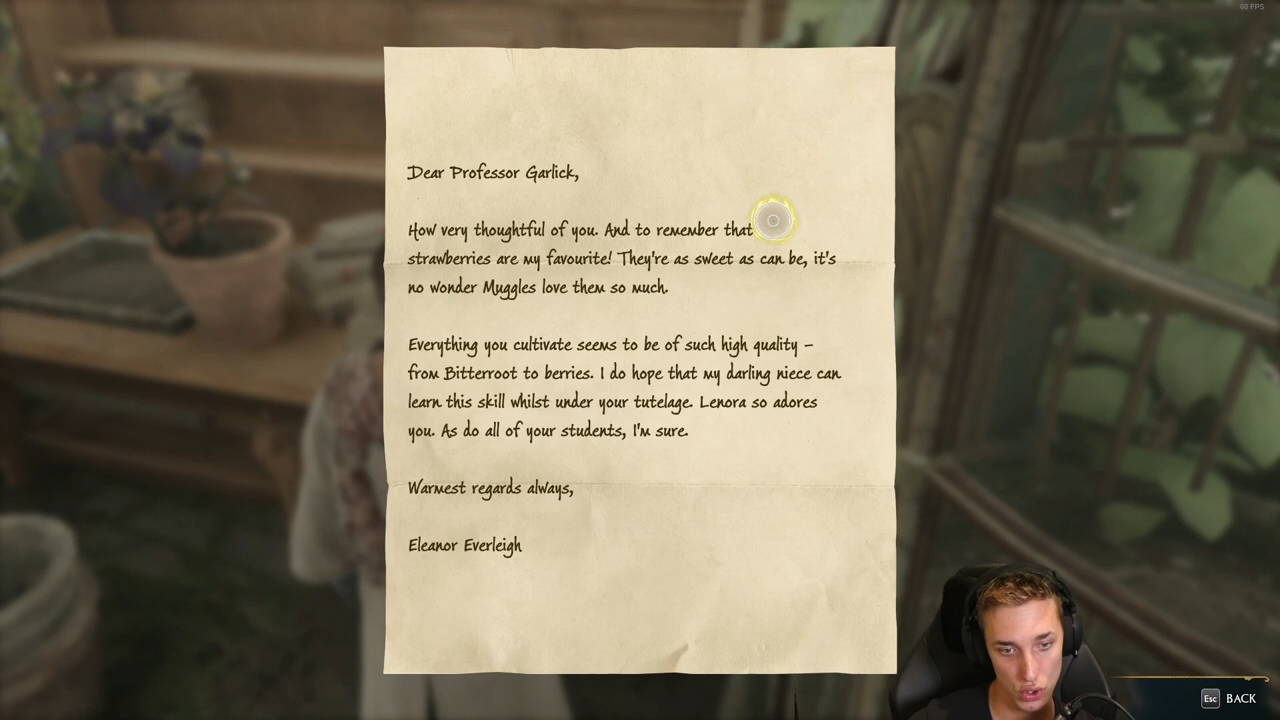 60 FPS
Dear Professor Garlick,
How very thoughtful of you. And to remember that
strawberries are my favourite! They're as sweet as can be, it's
no wonder Muggles love them so much.
Everything you cultivate seems to be of such high quality –
from Bitterroot to berries. I do hope that my darling niece can
learn this skill whilst under your tutelage. Lenora so adores
you. As do all of your students, I'm sure.
Warmest regards always,
Eleanor Everleigh
Esc BACK